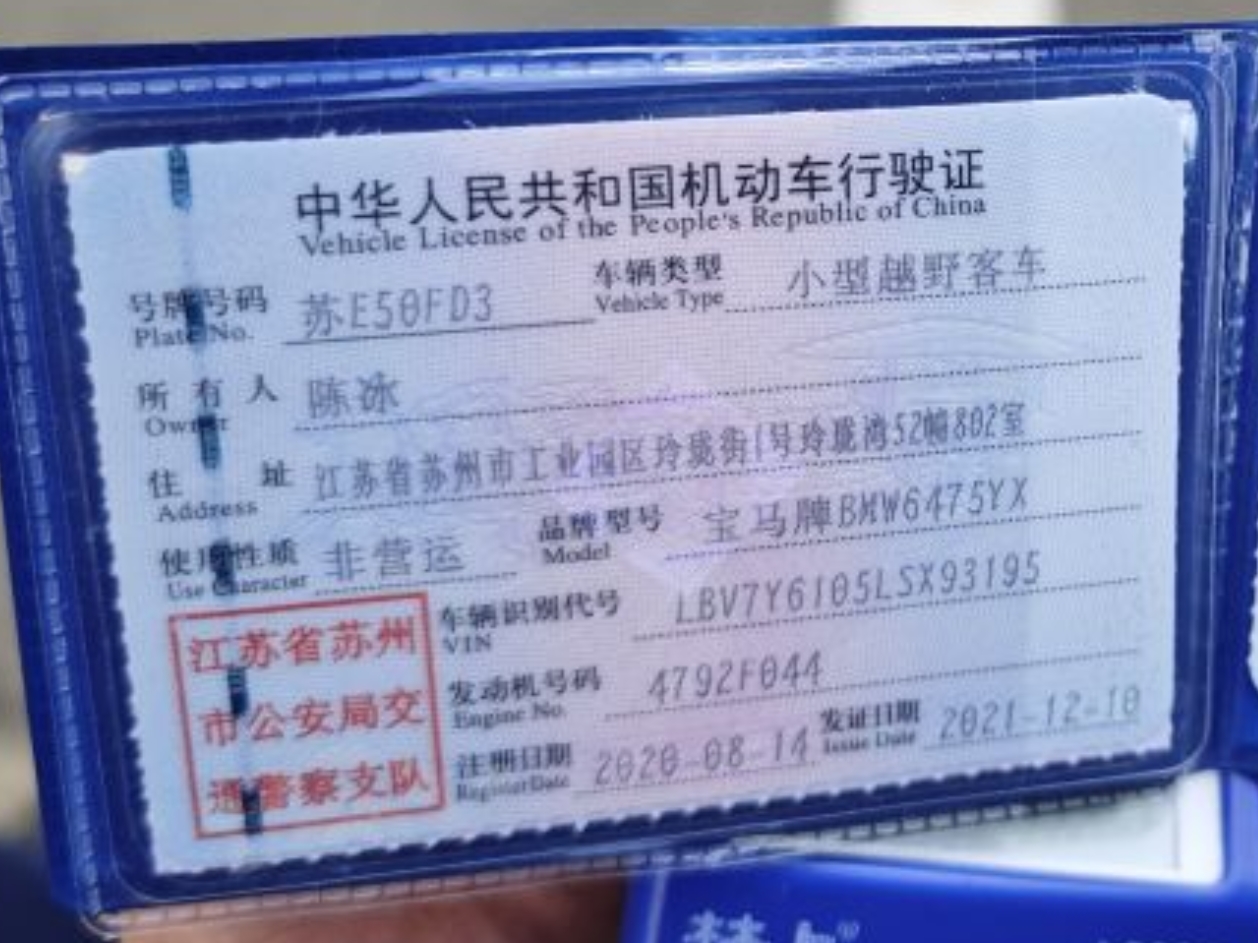 中华人民共和国机动车行驶证
Vehicle License of the People's Republic of China
号牌号码 苏E50FD3 车辆类型 小型越野客车
Plate No. Vehicle Type
所有人 陈冰
Owner
住址 江苏省苏州市工业园区玲珑街1号玲珑湾52幢802室
Address
使用性质 非营运 品牌型号 宝马牌BMW6475YX
Use Character Model
车辆识别代号 LBV7Y6105LSX93195
VIN
发动机号码 4792F044
Engine No.
注册日期 2020-08-14 发证日期 2021-12-10
Register Date Issue Date
江苏省苏州
市公安局交
通警察支队